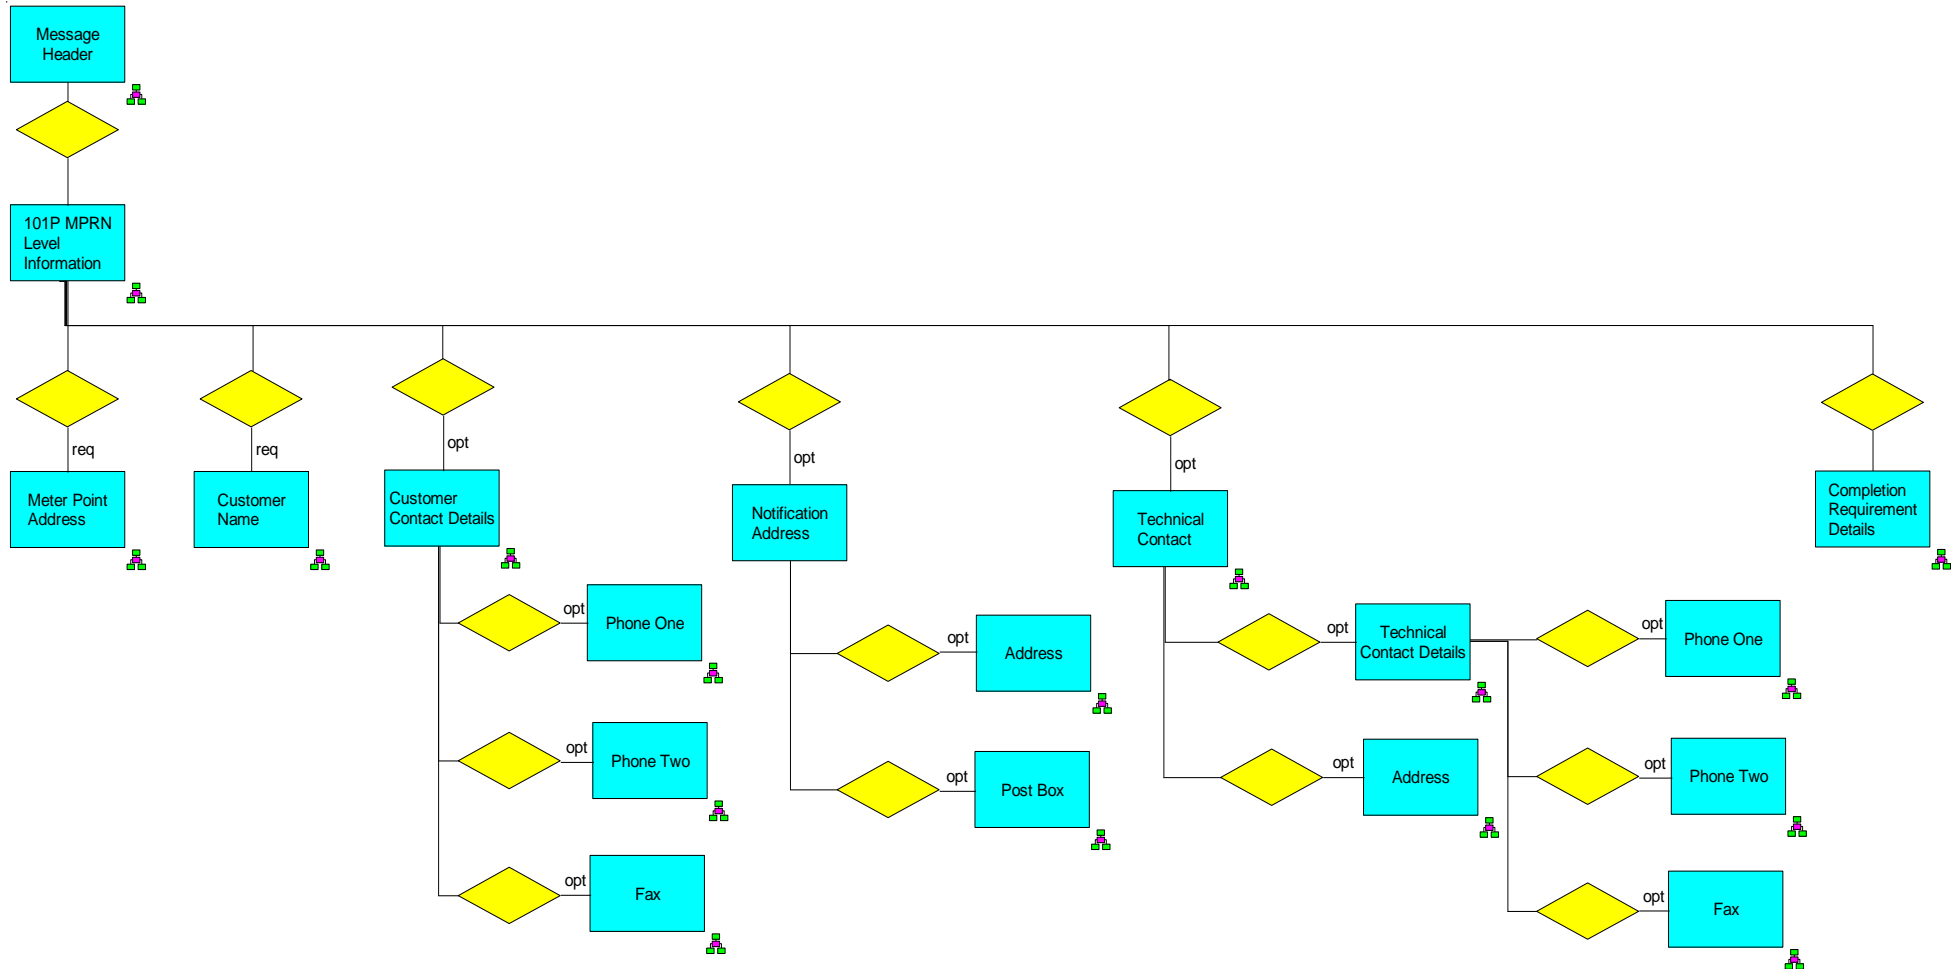 Message
Header
101P MPRN
Level
Information
req
req
opt
opt
opt
Meter Point
Address
Customer
Name
Customer
Contact Details
Notification
Address
Technical
Contact
Completion
Requirement
Details
opt
Phone One
opt
Phone Two
opt
Fax
opt
Address
opt
Post Box
opt
Technical
Contact Details
opt
Address
opt
Phone One
opt
Phone Two
opt
Fax